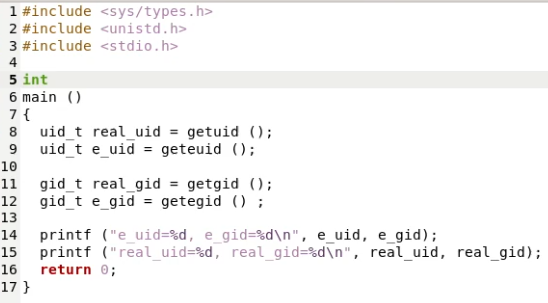 1 #include <sys/types.h>
2 #include <unistd.h>
3 #include <stdio.h>
4
5 int
6 main ()
7 {
8   uid_t real_uid = getuid ();
9   uid_t e_uid = geteuid ();
10
11   gid_t real_gid = getgid ();
12   gid_t e_gid = getegid () ;
13
14   printf ("e_uid=%d, e_gid=%d\n", e_uid, e_gid);
15   printf ("real_uid=%d, real_gid=%d\n", real_uid, real_gid);
16   return 0;
17 }